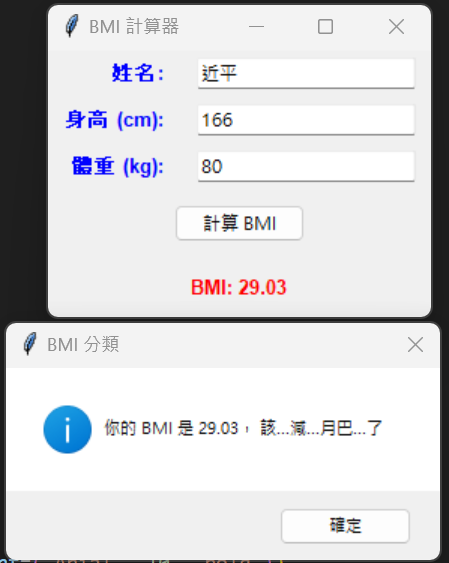 BMI 計算器
姓名: 近平
身高 (cm): 166
體重 (kg): 80
計算 BMI
BMI: 29.03
BMI 分類
你的 BMI 是 29.03， 該...減...月巴...了
確定